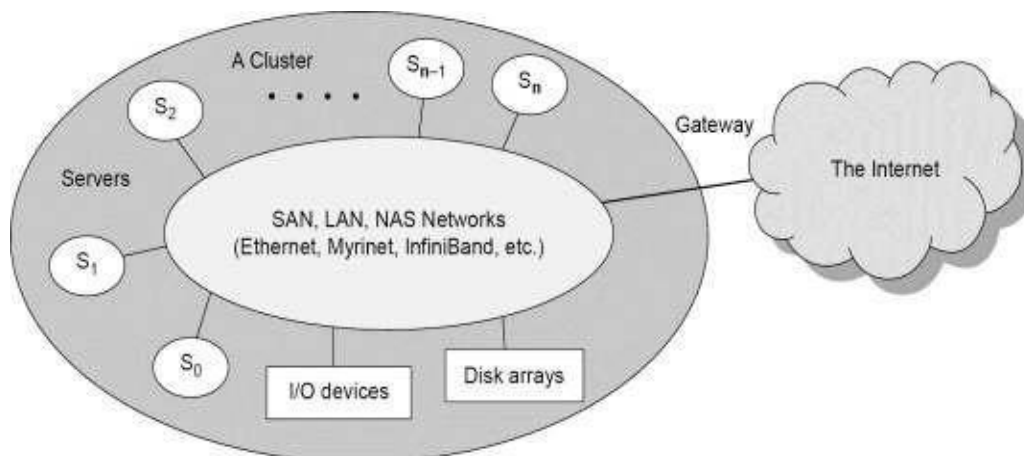 A Cluster
S₀
S₁
S₂
• • • •
Sₙ₋₁
Sₙ
Servers
SAN, LAN, NAS Networks
(Ethernet, Myrinet, InfiniBand, etc.)
I/O devices
Disk arrays
Gateway
The Internet